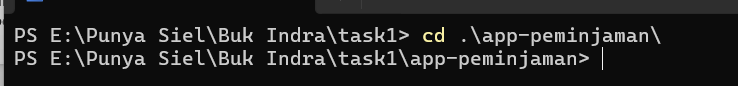 PS E:\Punya Siel\Buk Indra\task1> cd .\app-peminjaman\
PS E:\Punya Siel\Buk Indra\task1\app-peminjaman>